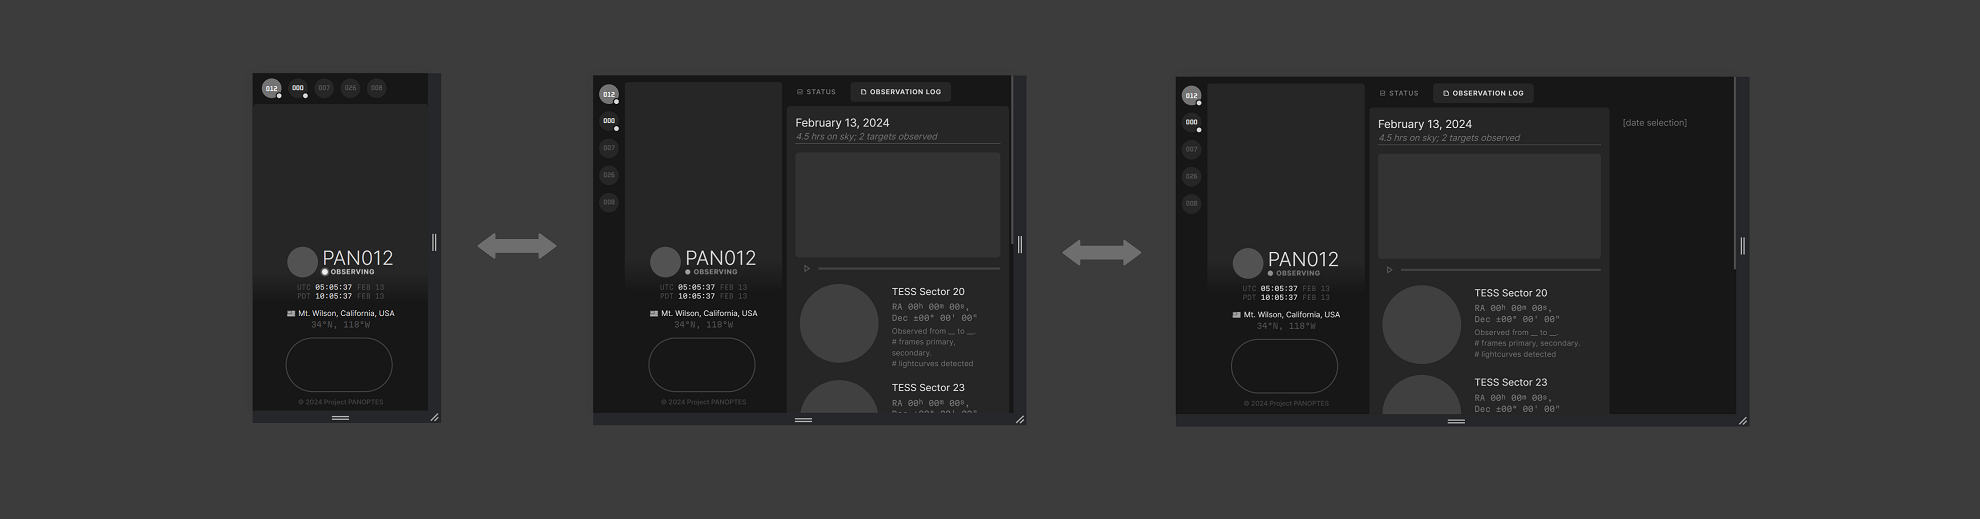 012 000 007 026 008
PAN012
OBSERVING
UTC 05:05:37 FEB 13
PDT 10:05:37 FEB 13
Mt. Wilson, California, USA
34°N, 118°W
© 2024 Project PANOPTES
012
000
007
026
008
PAN012
OBSERVING
UTC 05:05:37 FEB 13
PDT 10:05:37 FEB 13
Mt. Wilson, California, USA
34°N, 118°W
© 2024 Project PANOPTES
STATUS OBSERVATION LOG
February 13, 2024
4.5 hrs on sky; 2 targets observed
TESS Sector 20
RA 00h 00m 00s,
Dec ±00° 00' 00"
Observed from __ to __.
# frames primary,
secondary.
# lightcurves detected
TESS Sector 23
RA 00h 00m 00s,
Dec ±00° 00' 00"
012
000
007
026
008
PAN012
OBSERVING
UTC 05:05:37 FEB 13
PDT 10:05:37 FEB 13
Mt. Wilson, California, USA
34°N, 118°W
© 2024 Project PANOPTES
STATUS OBSERVATION LOG
February 13, 2024
4.5 hrs on sky; 2 targets observed
TESS Sector 20
RA 00h 00m 00s,
Dec ±00° 00' 00"
Observed from __ to __.
# frames primary, secondary.
# lightcurves detected
TESS Sector 23
RA 00h 00m 00s,
Dec ±00° 00' 00"
[date selection]